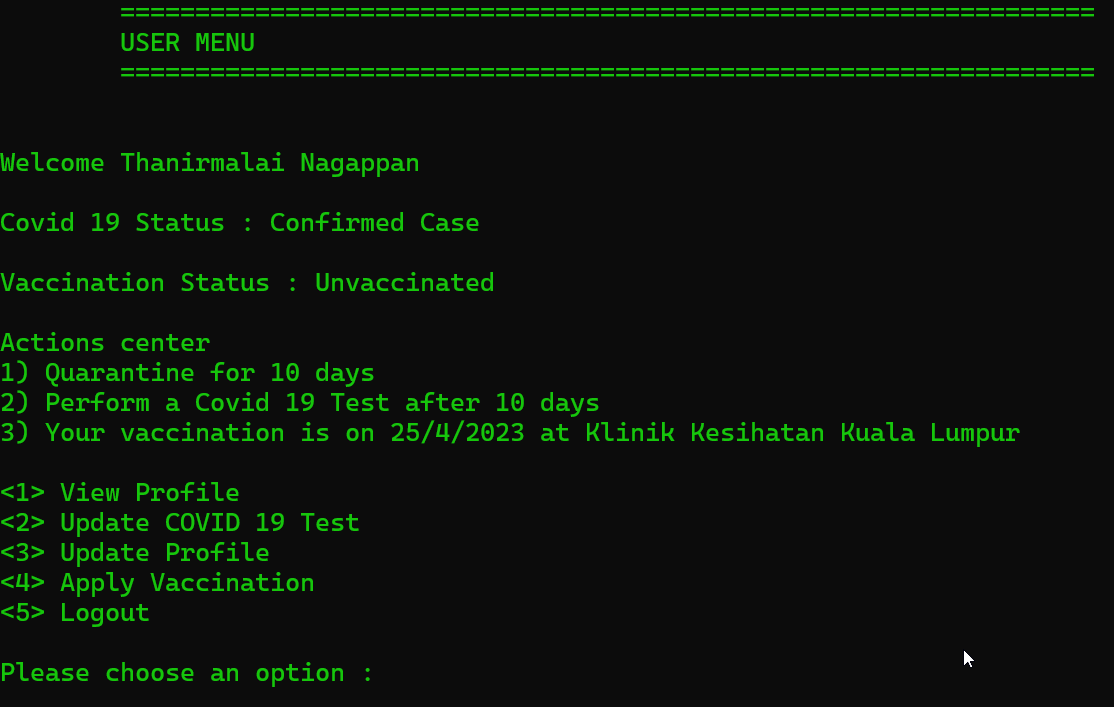 =================================================================
USER MENU
=================================================================
Welcome Thanirmalai Nagappan
Covid 19 Status : Confirmed Case
Vaccination Status : Unvaccinated
Actions center
1) Quarantine for 10 days
2) Perform a Covid 19 Test after 10 days
3) Your vaccination is on 25/4/2023 at Klinik Kesihatan Kuala Lumpur
<1> View Profile
<2> Update COVID 19 Test
<3> Update Profile
<4> Apply Vaccination
<5> Logout
Please choose an option :